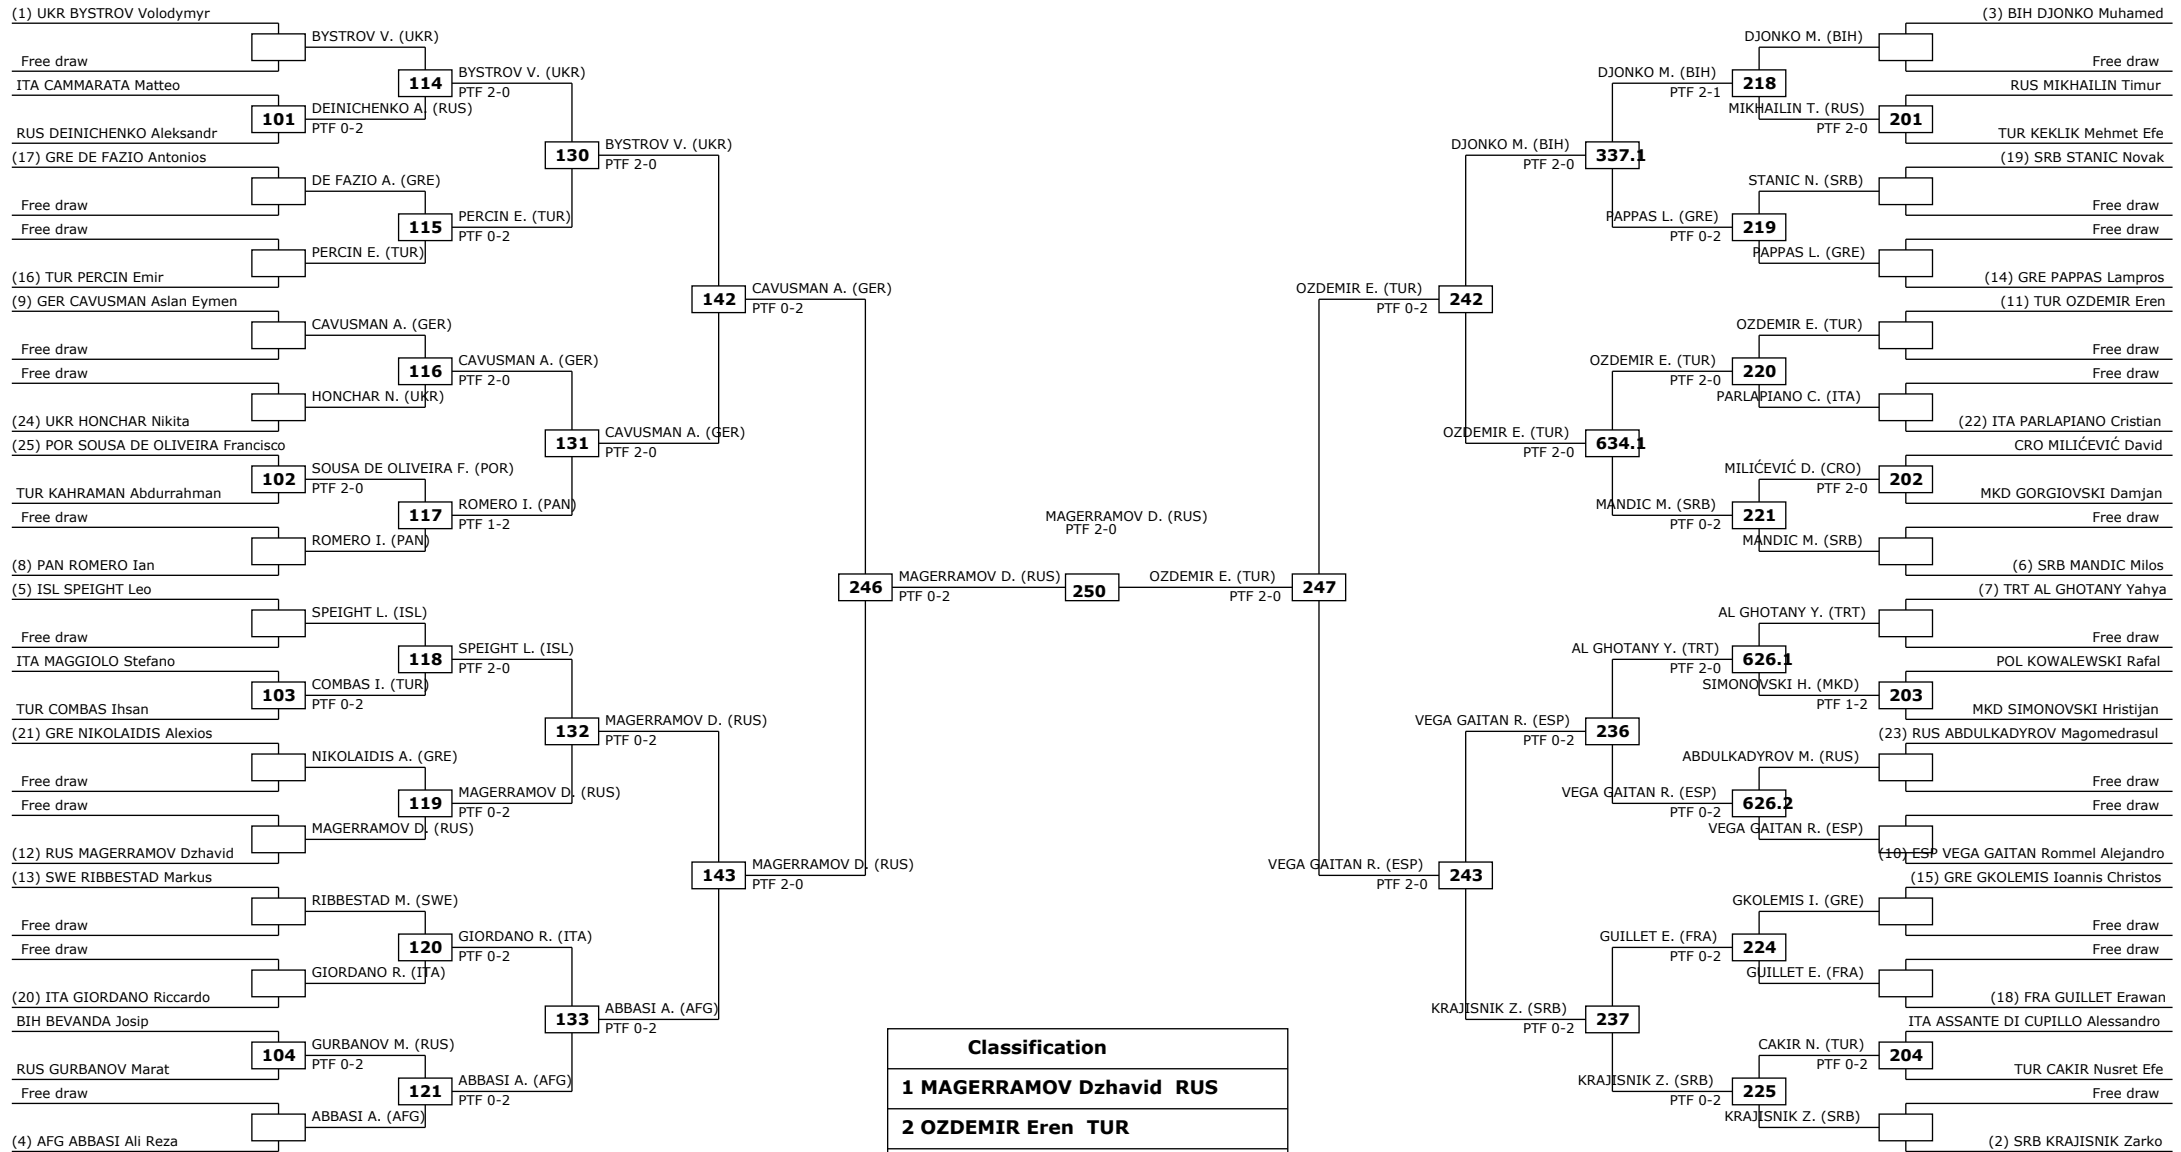 (1) UKR BYSTROV Volodymyr
BYSTROV V. (UKR)
Free draw
BYSTROV V. (UKR)
114
PTF 2-0
ITA CAMMARATA Matteo
DEINICHENKO A. (RUS)
101
PTF 0-2
RUS DEINICHENKO Aleksandr
BYSTROV V. (UKR)
130
PTF 2-0
(17) GRE DE FAZIO Antonios
DE FAZIO A. (GRE)
Free draw
PERCIN E. (TUR)
115
PTF 0-2
Free draw
PERCIN E. (TUR)
(16) TUR PERCIN Emir
CAVUSMAN A. (GER)
142
PTF 0-2
(9) GER CAVUSMAN Aslan Eymen
CAVUSMAN A. (GER)
Free draw
CAVUSMAN A. (GER)
116
PTF 2-0
Free draw
HONCHAR N. (UKR)
(24) UKR HONCHAR Nikita
CAVUSMAN A. (GER)
131
PTF 2-0
(25) POR SOUSA DE OLIVEIRA Francisco
SOUSA DE OLIVEIRA F. (POR)
102
PTF 2-0
TUR KAHRAMAN Abdurrahman
ROMERO I. (PAN)
117
PTF 1-2
Free draw
ROMERO I. (PAN)
(8) PAN ROMERO Ian
MAGERRAMOV D. (RUS)
246
PTF 0-2
(5) ISL SPEIGHT Leo
SPEIGHT L. (ISL)
Free draw
SPEIGHT L. (ISL)
118
PTF 2-0
ITA MAGGIOLO Stefano
COMBAS I. (TUR)
103
PTF 0-2
TUR COMBAS Ihsan
MAGERRAMOV D. (RUS)
132
PTF 0-2
(21) GRE NIKOLAIDIS Alexios
NIKOLAIDIS A. (GRE)
Free draw
MAGERRAMOV D. (RUS)
119
PTF 0-2
Free draw
MAGERRAMOV D. (RUS)
(12) RUS MAGERRAMOV Dzhavid
MAGERRAMOV D. (RUS)
143
PTF 2-0
(13) SWE RIBBESTAD Markus
RIBBESTAD M. (SWE)
Free draw
GIORDANO R. (ITA)
120
PTF 0-2
Free draw
GIORDANO R. (ITA)
(20) ITA GIORDANO Riccardo
ABBASI A. (AFG)
133
PTF 0-2
BIH BEVANDA Josip
GURBANOV M. (RUS)
104
PTF 0-2
RUS GURBANOV Marat
ABBASI A. (AFG)
121
PTF 0-2
Free draw
ABBASI A. (AFG)
(4) AFG ABBASI Ali Reza
MAGERRAMOV D. (RUS)
PTF 2-0
250
(3) BIH DJONKO Muhamed
DJONKO M. (BIH)
Free draw
DJONKO M. (BIH)
218
PTF 2-1
RUS MIKHAILIN Timur
MIKHAILIN T. (RUS)
201
PTF 2-0
TUR KEKLIK Mehmet Efe
DJONKO M. (BIH)
337.1
PTF 2-0
(19) SRB STANIC Novak
STANIC N. (SRB)
Free draw
PAPPAS L. (GRE)
219
PTF 0-2
Free draw
PAPPAS L. (GRE)
(14) GRE PAPPAS Lampros
OZDEMIR E. (TUR)
242
PTF 0-2
(11) TUR OZDEMIR Eren
OZDEMIR E. (TUR)
Free draw
OZDEMIR E. (TUR)
220
PTF 2-0
Free draw
PARLAPIANO C. (ITA)
(22) ITA PARLAPIANO Cristian
OZDEMIR E. (TUR)
634.1
PTF 2-0
CRO MILIĆEVIĆ David
MILIĆEVIĆ D. (CRO)
202
PTF 2-0
MKD GORGIOVSKI Damjan
MANDIC M. (SRB)
221
PTF 0-2
Free draw
MANDIC M. (SRB)
(6) SRB MANDIC Milos
OZDEMIR E. (TUR)
247
PTF 2-0
(7) TRT AL GHOTANY Yahya
AL GHOTANY Y. (TRT)
Free draw
AL GHOTANY Y. (TRT)
626.1
PTF 2-0
POL KOWALEWSKI Rafal
SIMONOVSKI H. (MKD)
203
PTF 1-2
MKD SIMONOVSKI Hristijan
VEGA GAITAN R. (ESP)
236
PTF 0-2
(23) RUS ABDULKADYROV Magomedrasul
ABDULKADYROV M. (RUS)
Free draw
VEGA GAITAN R. (ESP)
626.2
PTF 0-2
Free draw
VEGA GAITAN R. (ESP)
(10) ESP VEGA GAITAN Rommel Alejandro
VEGA GAITAN R. (ESP)
243
PTF 2-0
(15) GRE GKOLEMIS Ioannis Christos
GKOLEMIS I. (GRE)
Free draw
GUILLET E. (FRA)
224
PTF 0-2
Free draw
GUILLET E. (FRA)
(18) FRA GUILLET Erawan
KRAJISNIK Z. (SRB)
237
PTF 0-2
ITA ASSANTE DI CUPILLO Alessandro
CAKIR N. (TUR)
204
PTF 0-2
TUR CAKIR Nusret Efe
KRAJISNIK Z. (SRB)
225
PTF 0-2
Free draw
KRAJISNIK Z. (SRB)
(2) SRB KRAJISNIK Zarko
Classification
1 MAGERRAMOV Dzhavid RUS
2 OZDEMIR Eren TUR